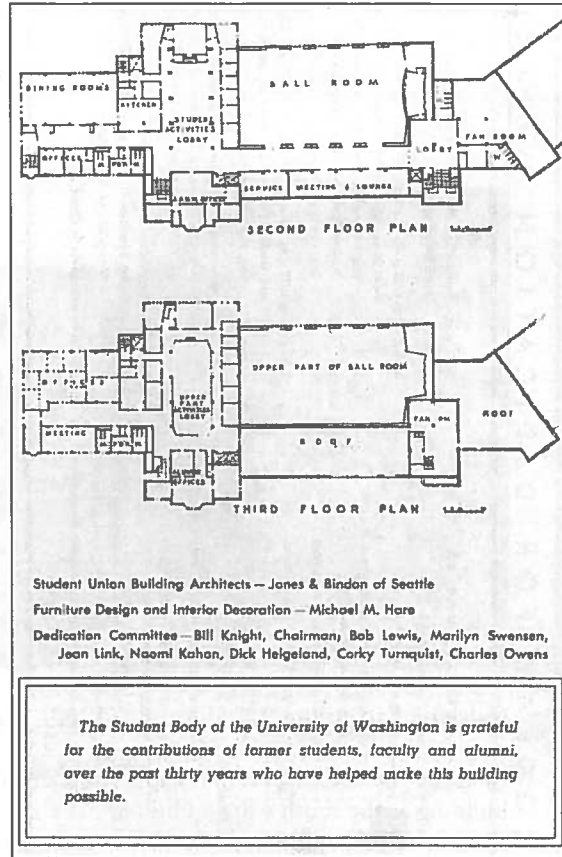 BALL ROOM
DINING ROOMS
KITCHEN
STUDENT
ACTIVITIES
LOBBY
LOBBY
FAN ROOM
OFFICES
M
W
SERVICE
MEETING & LOUNGE
SECOND FLOOR PLAN
UPPER PART OF BALL ROOM
UPPER
PART
LOBBY
ROOF
MEETING
OFFICES
THIRD FLOOR PLAN
Student Union Building Architects — Jones & Bindon of Seattle
Furniture Design and Interior Decoration — Michael M. Hare
Dedication Committee — Bill Knight, Chairman, Bob Lewis, Marilyn Swensen,
Jean Link, Naomi Kahan, Dick Helgeland, Corky Turnquist, Charles Owens
The Student Body of the University of Washington is grateful
for the contributions of former students, faculty and alumni,
over the past thirty years who have helped make this building
possible.